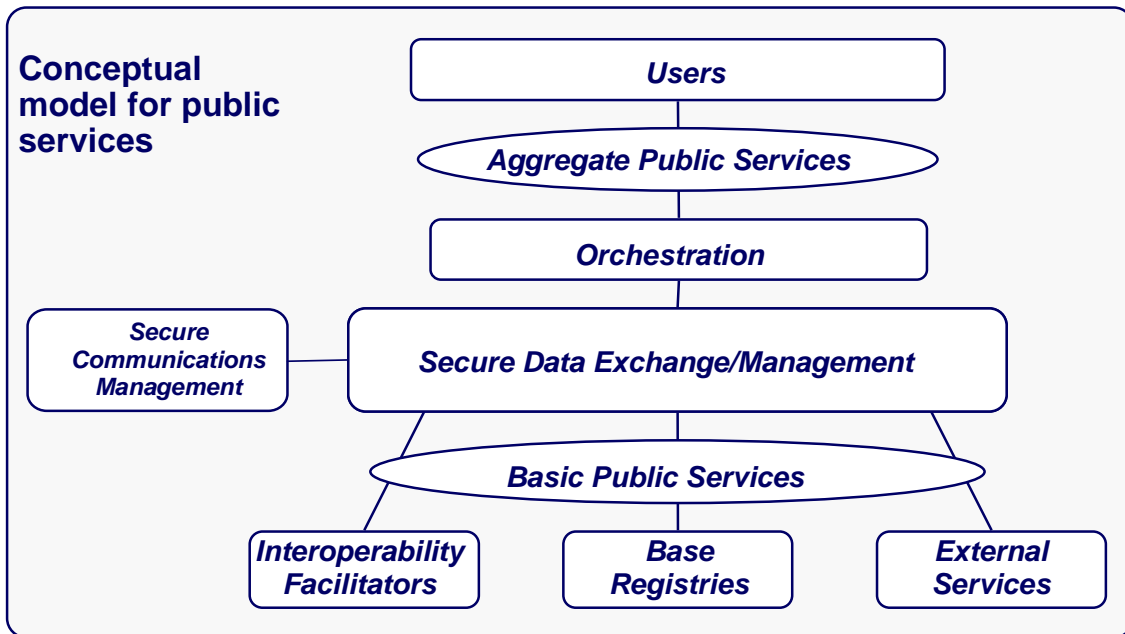 Conceptual
model for public
services
Users
Aggregate Public Services
Orchestration
Secure
Communications
Management
Secure Data Exchange/Management
Basic Public Services
Interoperability
Facilitators
Base
Registries
External
Services